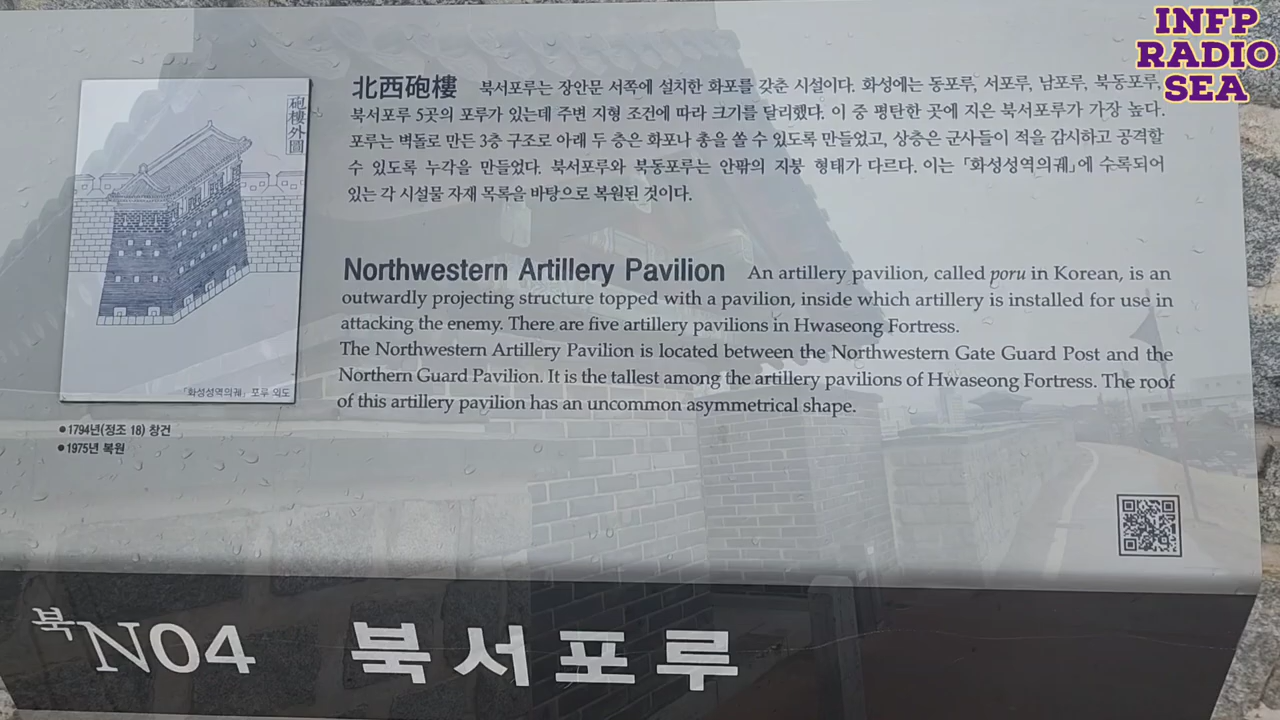 INFP
RADIO
SEA
砲樓外圖
「화성성역의궤」 포루 외도
●1794년(정조 18) 창건
●1975년 복원
北西砲樓 북서포루는 장안문 서쪽에 설치한 화포를 갖춘 시설이다. 화성에는 동포루, 서포루, 남포루, 북동포루,
북서포루 5곳의 포루가 있는데 주변 지형 조건에 따라 크기를 달리했다. 이 중 평탄한 곳에 지은 북서포루가 가장 높다.
포루는 벽돌로 만든 3층 구조로 아래 두 층은 화포나 총을 쏠 수 있도록 만들었고, 상층은 군사들이 적을 감시하고 공격할
수 있도록 누각을 만들었다. 북서포루와 북동포루는 안팎의 지붕 형태가 다르다. 이는 「화성성역의궤」에 수록되어
있는 각 시설물 자재 목록을 바탕으로 복원된 것이다.
Northwestern Artillery Pavilion An artillery pavilion, called poru in Korean, is an
outwardly projecting structure topped with a pavilion, inside which artillery is installed for use in
attacking the enemy. There are five artillery pavilions in Hwaseong Fortress.
The Northwestern Artillery Pavilion is located between the Northwestern Gate Guard Post and the
Northern Guard Pavilion. It is the tallest among the artillery pavilions of Hwaseong Fortress. The roof
of this artillery pavilion has an uncommon asymmetrical shape.
북N04 북서포루